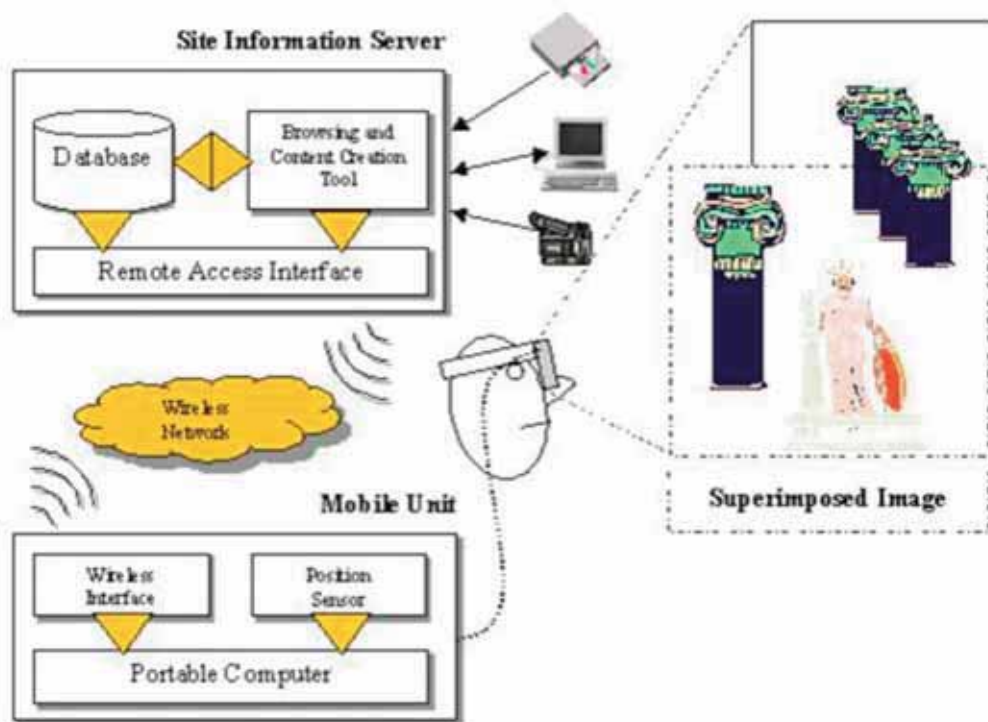 Site Information Server
Database
Browsing and
Content Creation
Tool
Remote Access Interface
Wireless
Network
Mobile Unit
Wireless
Interface
Position
Sensor
Portable Computer
Superimposed Image